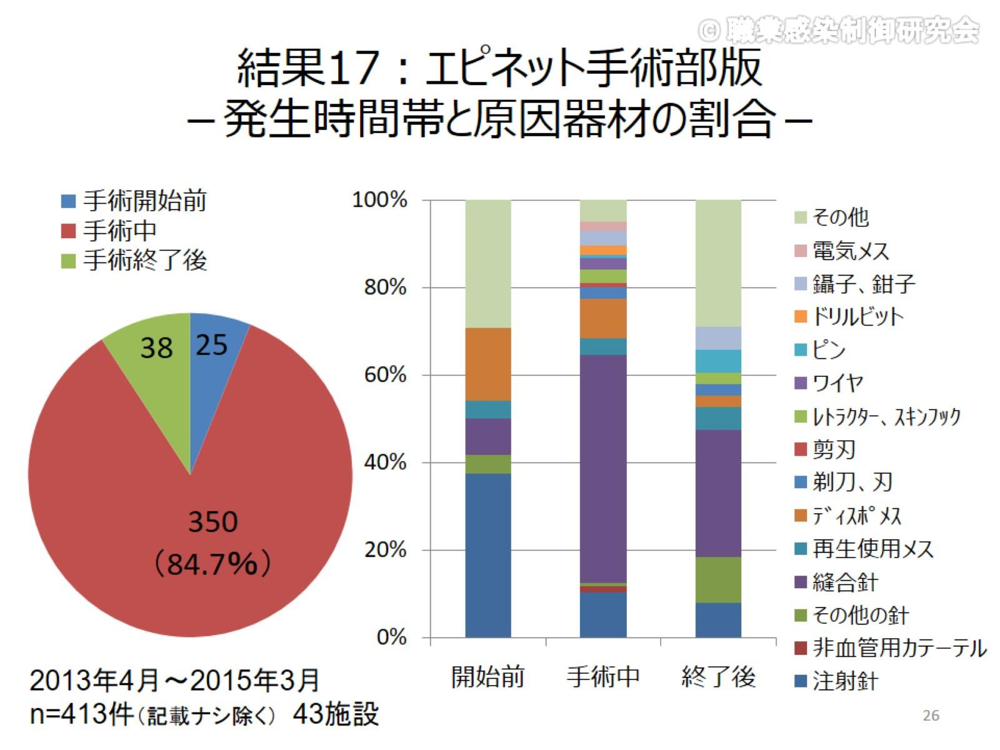 © 職業感染制御研究会
結果17：エピネット手術部版
－発生時間帯と原因器材の割合－
手術開始前
手術中
手術終了後
38
25
350
（84.7%）
100%
80%
60%
40%
20%
0%
開始前
手術中
終了後
その他
電気メス
鑷子、鉗子
ドリルビット
ピン
ワイヤ
ﾚﾄﾗｸﾀｰ、ｽｷﾝﾌｯｸ
剪刃
剃刀、刃
ﾃﾞｨｽﾎﾟﾒｽ
再生使用メス
縫合針
その他の針
非血管用カテーテル
注射針
2013年4月～2015年3月
n=413件（記載ナシ除く） 43施設
26